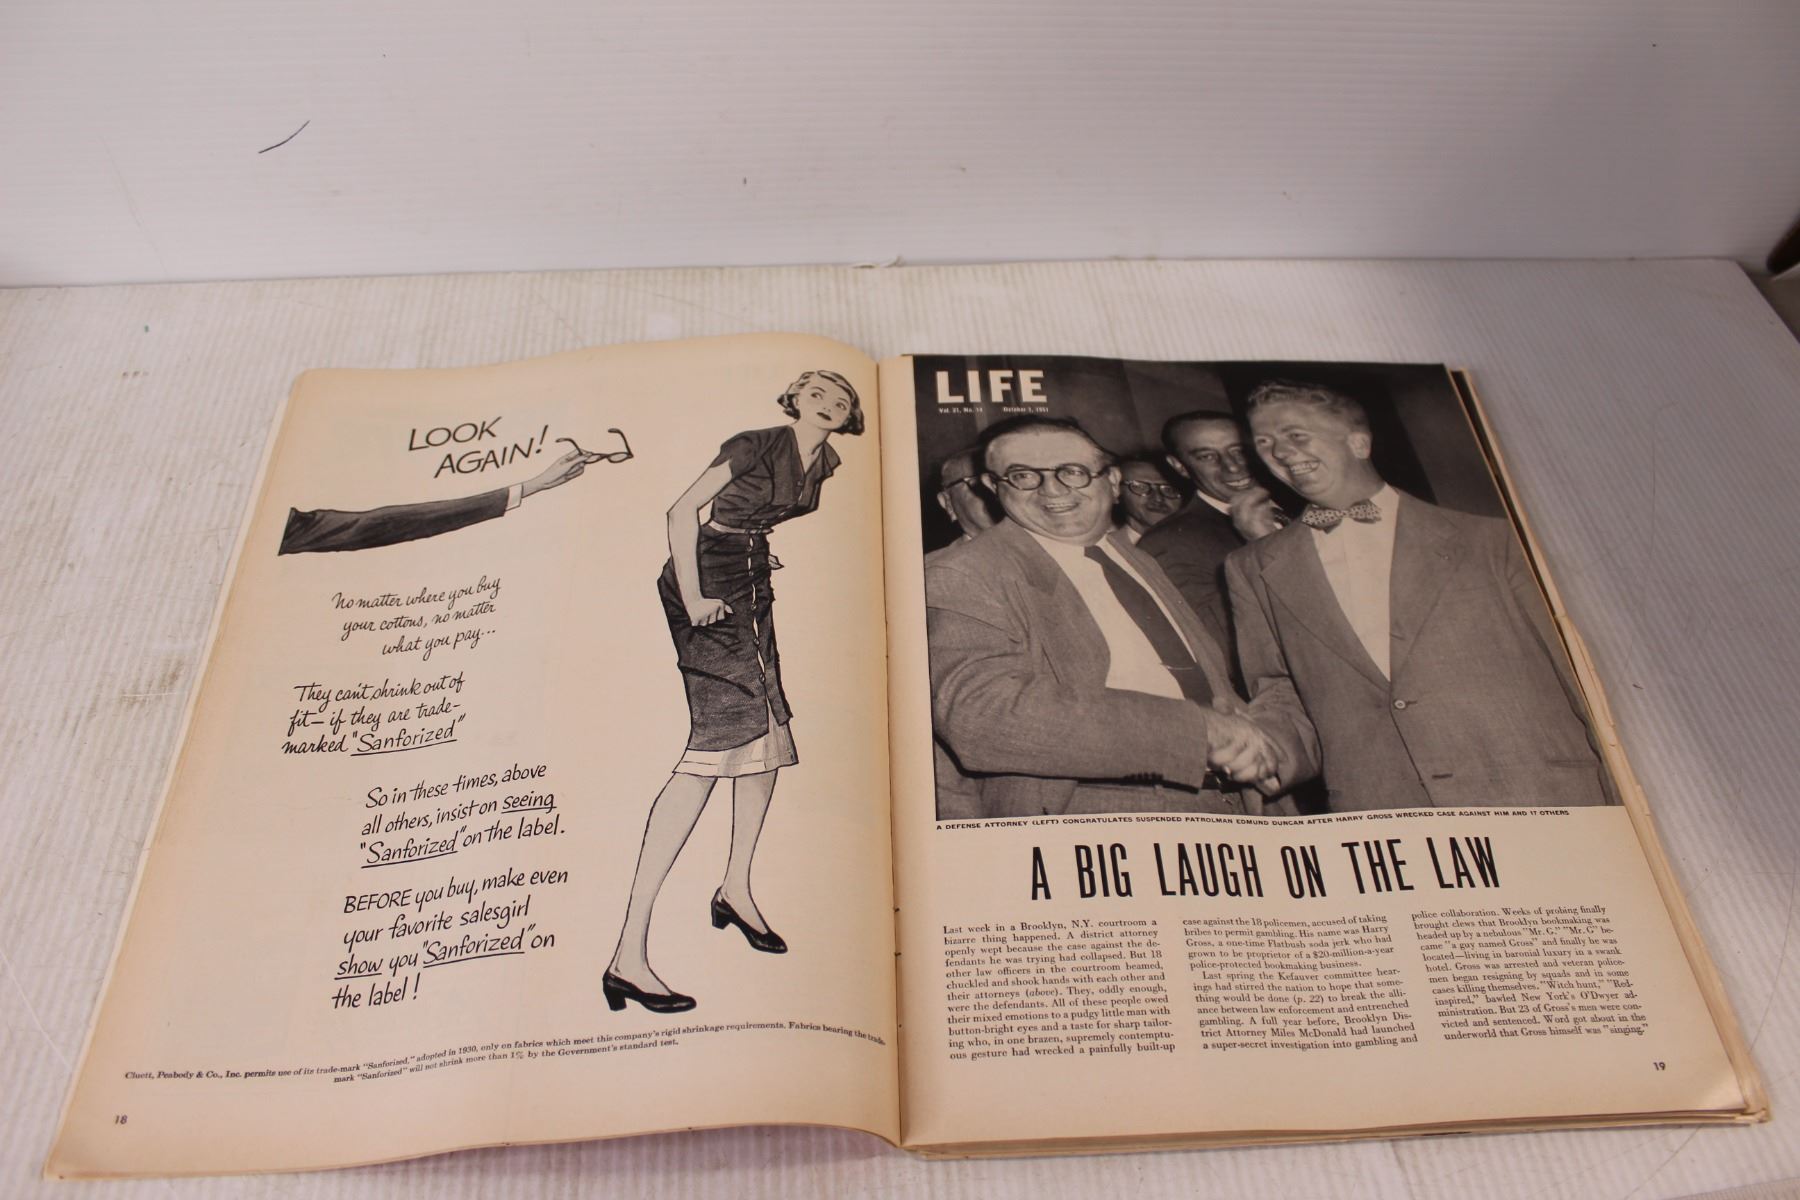 LOOK
AGAIN!
No matter where you buy
your cottons, no matter
what you pay...
They can't shrink out of
fit— if they are trade-
marked "Sanforized"
So in these times, above
all others, insist on seeing
"Sanforized" on the label.
BEFORE you buy, make even
your favorite salesgirl
show you "Sanforized" on
the label!
Cluett, Peabody & Co., Inc. permits use of its trade-mark "Sanforized," adopted in 1930, only on fabrics which meet this company's rigid shrinkage requirements. Fabrics bearing the trade-
mark "Sanforized" will not shrink more than 1% by the Government's standard test.
18
LIFE
Vol. 31, No. 14 October 1, 1951
A DEFENSE ATTORNEY (LEFT) CONGRATULATES SUSPENDED PATROLMAN EDMUND DUNCAN AFTER HARRY GROSS WRECKED CASE AGAINST HIM AND 17 OTHERS
A BIG LAUGH ON THE LAW
Last week in a Brooklyn, N.Y. courtroom a
bizarre thing happened. A district attorney
openly wept because the case against the de-
fendants he was trying had collapsed. But 18
other law officers in the courtroom beamed,
chuckled and shook hands with each other and
their attorneys (above). They, oddly enough,
were the defendants. All of these people owed
their mixed emotions to a pudgy little man with
button-bright eyes and a taste for sharp tailor-
ing who, in one brazen, supremely contemptu-
ous gesture had wrecked a painfully built-up
case against the 18 policemen, accused of taking
bribes to permit gambling. His name was Harry
Gross, a one-time Flatbush soda jerk who had
grown to be proprietor of a $20-million-a-year
police-protected bookmaking business.
Last spring the Kefauver committee hear-
ings had stirred the nation to hope that some-
thing would be done (p. 22) to break the alli-
ance between law enforcement and entrenched
gambling. A full year before, Brooklyn Dis-
trict Attorney Miles McDonald had launched
a super-secret investigation into gambling and
police collaboration. Weeks of probing finally
brought clews that Brooklyn bookmaking was
headed up by a nebulous "Mr. G." "Mr. G" be-
came "a guy named Gross" and finally he was
located—living in baronial luxury in a swank
hotel. Gross was arrested and veteran police-
men began resigning by squads and in some
cases killing themselves. "Witch hunt," "Red-
inspired," bawled New York's O'Dwyer ad-
ministration. But 23 of Gross's men were con-
victed and sentenced. Word got about in the
underworld that Gross himself was "singing,"
19